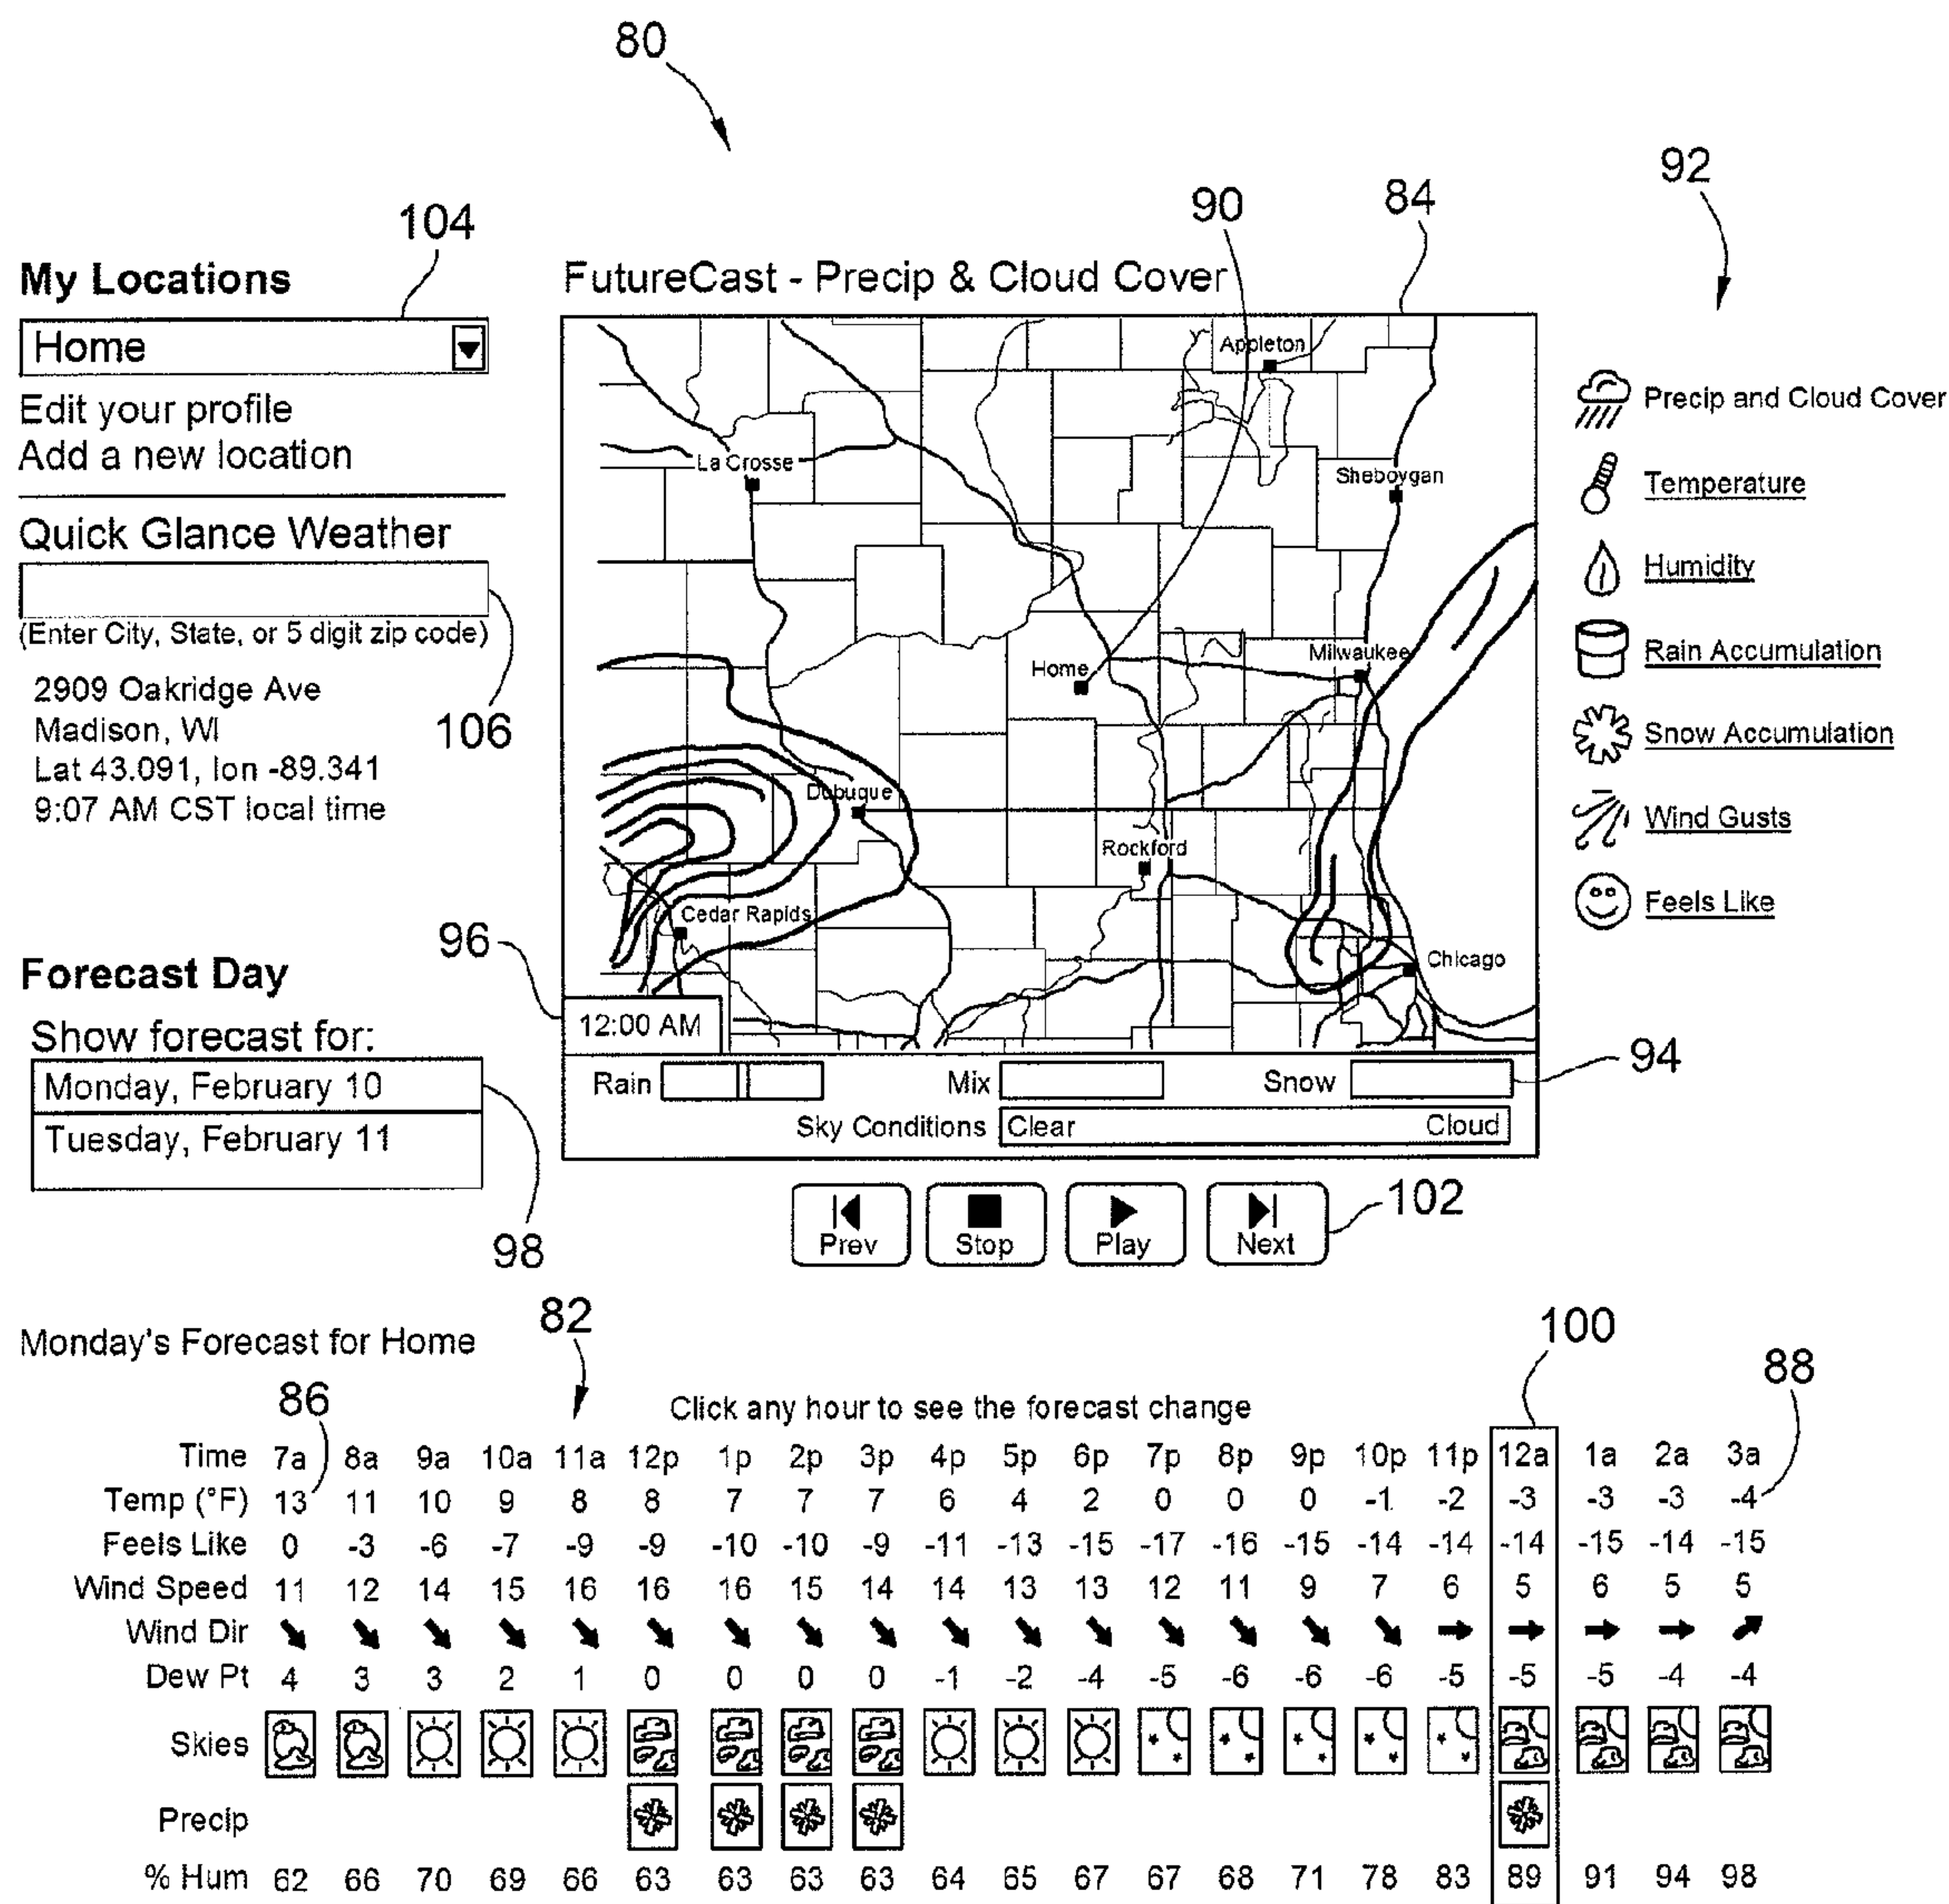 80
92
90
84
104
My Locations
Home
Edit your profile
Add a new location
Quick Glance Weather
(Enter City, State, or 5 digit zip code)
2909 Oakridge Ave
Madison, WI
Lat 43.091, lon -89.341
9:07 AM CST local time
106
FutureCast - Precip & Cloud Cover
Appleton
La Crosse
Sheboygan
Home
Milwaukee
Dubuque
Rockford
Cedar Rapids
Chicago
Precip and Cloud Cover
Temperature
Humidity
Rain Accumulation
Snow Accumulation
Wind Gusts
Feels Like
96
12:00 AM
Rain Mix Snow
94
Sky Conditions Clear Cloud
Forecast Day
Show forecast for:
Monday, February 10
Tuesday, February 11
98
Prev Stop Play Next
102
Monday's Forecast for Home
82
100
86
88
Click any hour to see the forecast change
Time 7a 8a 9a 10a 11a 12p 1p 2p 3p 4p 5p 6p 7p 8p 9p 10p 11p 12a 1a 2a 3a
Temp (°F) 13 11 10 9 8 8 7 7 7 6 4 2 0 0 0 -1 -2 -3 -3 -3 -4
Feels Like 0 -3 -6 -7 -9 -9 -10 -10 -9 -11 -13 -15 -17 -16 -15 -14 -14 -14 -15 -14 -15
Wind Speed 11 12 14 15 16 16 16 15 14 14 13 13 12 11 9 7 6 5 6 5 5
Wind Dir
Dew Pt 4 3 3 2 1 0 0 0 0 -1 -2 -4 -5 -6 -6 -6 -5 -5 -5 -4 -4
Skies
Precip
% Hum 62 66 70 69 66 63 63 63 63 64 65 67 67 68 71 78 83 89 91 94 98